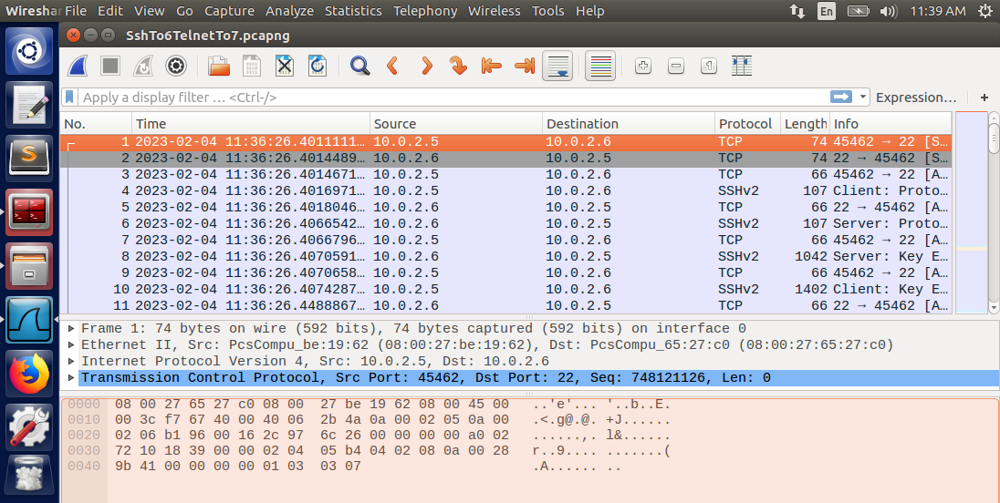 Wireshar File Edit View Go Capture Analyze Statistics Telephony Wireless Tools Help En 11:39 AM
SshTo6TelnetTo7.pcapng
Apply a display filter … <Ctrl-/> Expression… +
No. Time Source Destination Protocol Length Info
1 2023-02-04 11:36:26.4011111… 10.0.2.5 10.0.2.6 TCP 74 45462 → 22 [S…
2 2023-02-04 11:36:26.4014489… 10.0.2.6 10.0.2.5 TCP 74 22 → 45462 [S…
3 2023-02-04 11:36:26.4014671… 10.0.2.5 10.0.2.6 TCP 66 45462 → 22 [A…
4 2023-02-04 11:36:26.4016971… 10.0.2.5 10.0.2.6 SSHv2 107 Client: Proto…
5 2023-02-04 11:36:26.4018046… 10.0.2.6 10.0.2.5 TCP 66 22 → 45462 [A…
6 2023-02-04 11:36:26.4066542… 10.0.2.6 10.0.2.5 SSHv2 107 Server: Proto…
7 2023-02-04 11:36:26.4066796… 10.0.2.5 10.0.2.6 TCP 66 45462 → 22 [A…
8 2023-02-04 11:36:26.4070591… 10.0.2.6 10.0.2.5 SSHv2 1042 Server: Key E…
9 2023-02-04 11:36:26.4070658… 10.0.2.5 10.0.2.6 TCP 66 45462 → 22 [A…
10 2023-02-04 11:36:26.4074287… 10.0.2.5 10.0.2.6 SSHv2 1402 Client: Key E…
11 2023-02-04 11:36:26.4488867… 10.0.2.6 10.0.2.5 TCP 66 22 → 45462 [A…
Frame 1: 74 bytes on wire (592 bits), 74 bytes captured (592 bits) on interface 0
Ethernet II, Src: PcsCompu_be:19:62 (08:00:27:be:19:62), Dst: PcsCompu_65:27:c0 (08:00:27:65:27:c0)
Internet Protocol Version 4, Src: 10.0.2.5, Dst: 10.0.2.6
Transmission Control Protocol, Src Port: 45462, Dst Port: 22, Seq: 748121126, Len: 0
0000 08 00 27 65 27 c0 08 00 27 be 19 62 08 00 45 00 ..'e'... '..b..E.
0010 00 3c f7 67 40 00 40 06 2b 4a 0a 00 02 05 0a 00 .<.g@.@. +J......
0020 02 06 b1 96 00 16 2c 97 6c 26 00 00 00 00 a0 02 ......,. l&......
0030 72 10 18 39 00 00 02 04 05 b4 04 02 08 0a 00 28 r..9.... .......(
0040 9b 41 00 00 00 00 01 03 03 07 .A...... ..